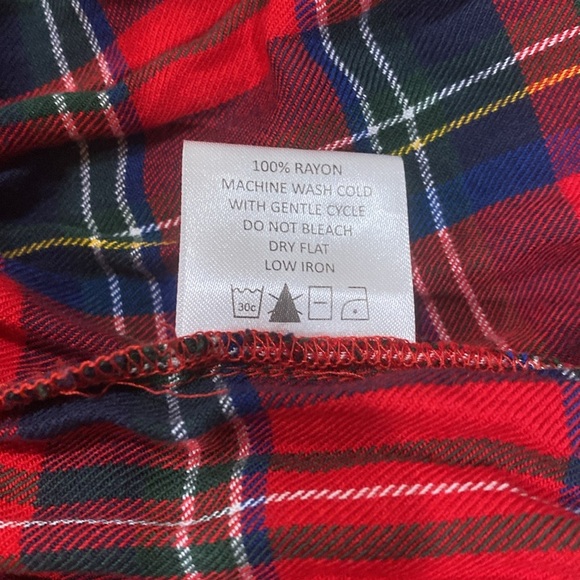 100% RAYON
MACHINE WASH COLD
WITH GENTLE CYCLE
DO NOT BLEACH
DRY FLAT
LOW IRON
30c